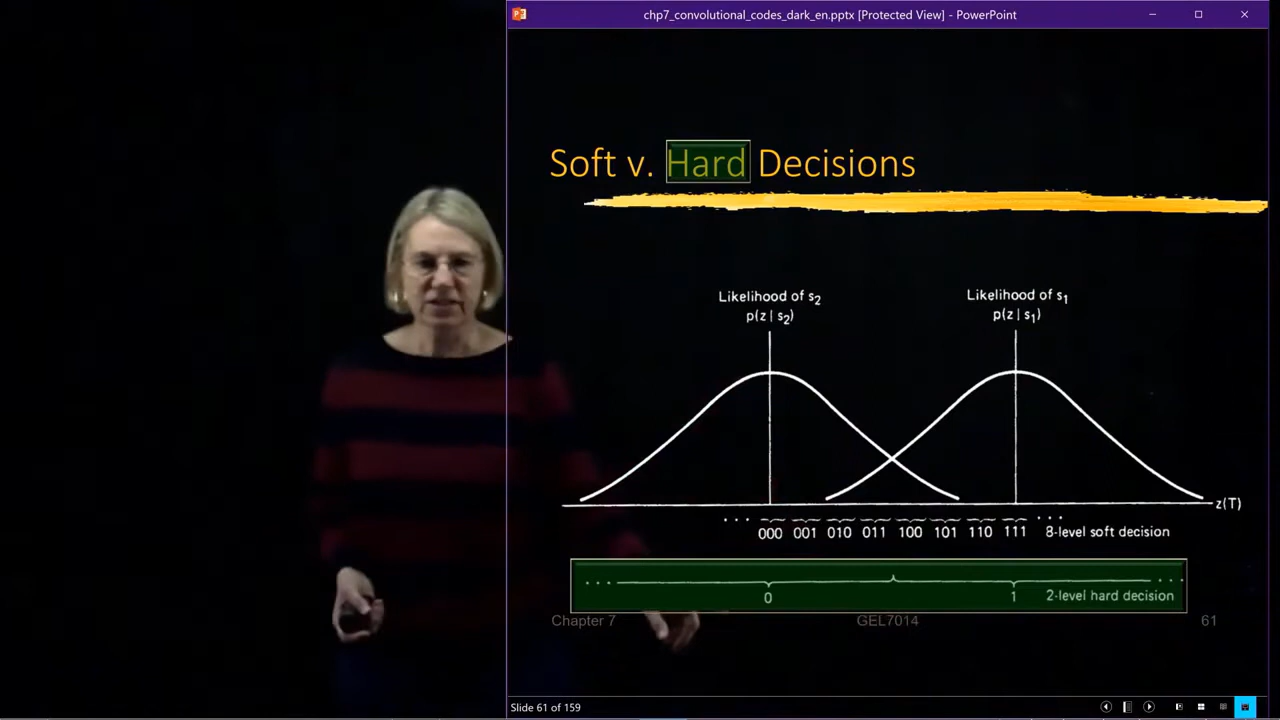 chp7_convolutional_codes_dark_en.pptx [Protected View] - PowerPoint
Soft v. Hard Decisions
Likelihood of s₂
p(z | s₂)
Likelihood of s₁
p(z | s₁)
z(T)
... 000 001 010 011 100 101 110 111 ... 8-level soft decision
... 0 1 ... 2-level hard decision
Chapter 7 GEL7014 61
Slide 61 of 159